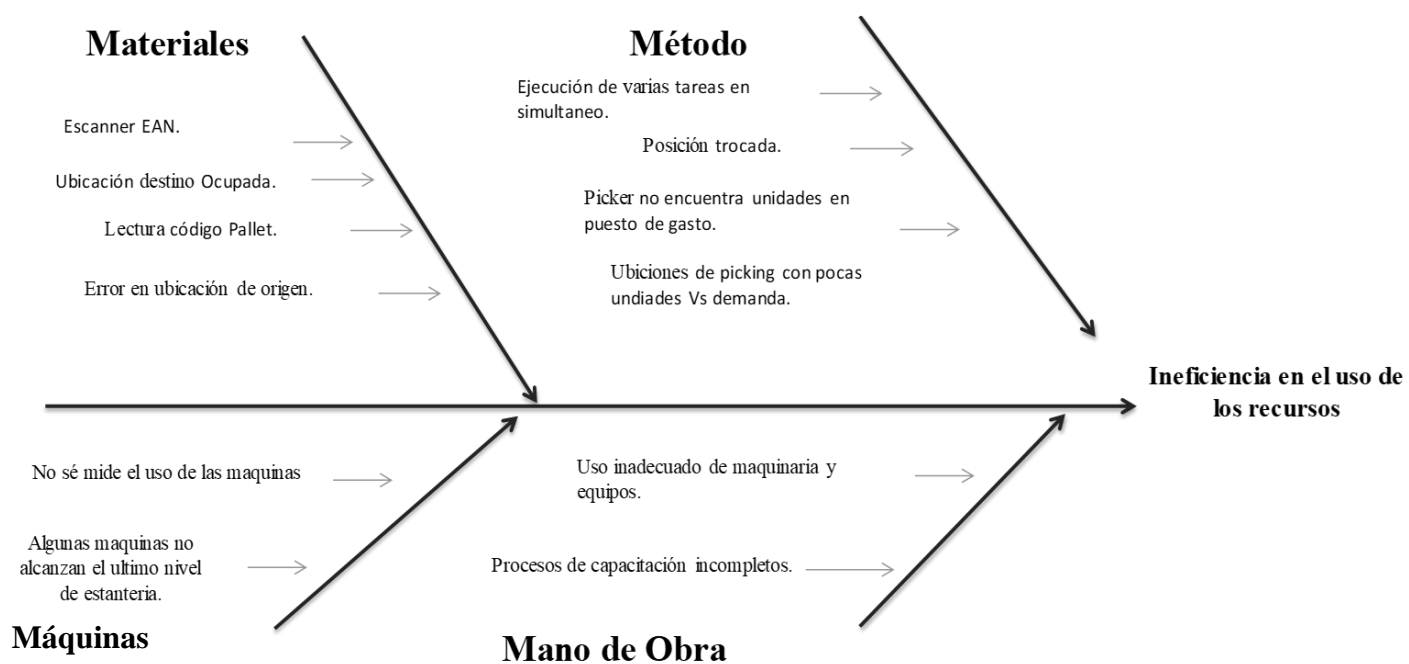 Materiales
Escanner EAN.
Ubicación destino Ocupada.
Lectura código Pallet.
Error en ubicación de origen.
Método
Ejecución de varias tareas en
simultaneo.
Posición trocada.
Picker no encuentra unidades en
puesto de gasto.
Ubiciones de picking con pocas
undiades Vs demanda.
Ineficiencia en el uso de
los recursos
No sé mide el uso de las maquinas
Algunas maquinas no
alcanzan el ultimo nivel
de estanteria.
Máquinas
Uso inadecuado de maquinaria y
equipos.
Procesos de capacitación incompletos.
Mano de Obra